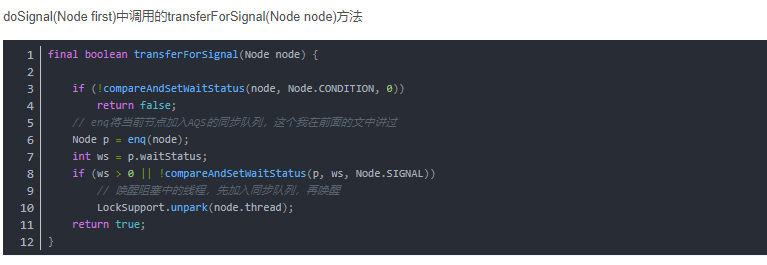 doSignal(Node first)中调用的transferForSignal(Node node)方法
1 final boolean transferForSignal(Node node) {
2
3     if (!compareAndSetWaitStatus(node, Node.CONDITION, 0))
4         return false;
5     // enq将当前节点加入AQS的同步队列，这个我在前面的文中讲过
6     Node p = enq(node);
7     int ws = p.waitStatus;
8     if (ws > 0 || !compareAndSetWaitStatus(p, ws, Node.SIGNAL))
9         // 唤醒阻塞中的线程，先加入同步队列，再唤醒
10         LockSupport.unpark(node.thread);
11     return true;
12 }